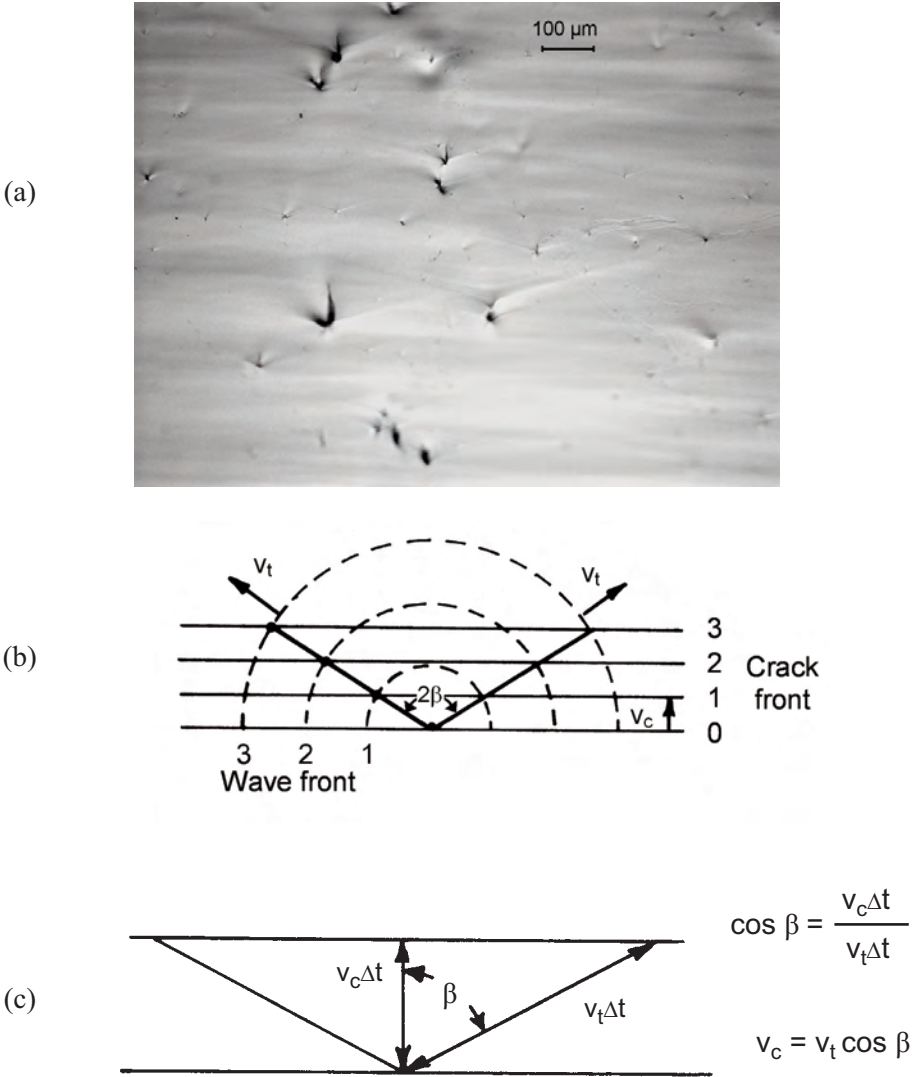 (a)
100 µm
(b)
v_t
v_t
2β
v_c
3
2
1
0
Crack
front
3 2 1
Wave front
(c)
v_cΔt
β
v_tΔt
cos β = v_cΔt / v_tΔt
v_c = v_t cos β